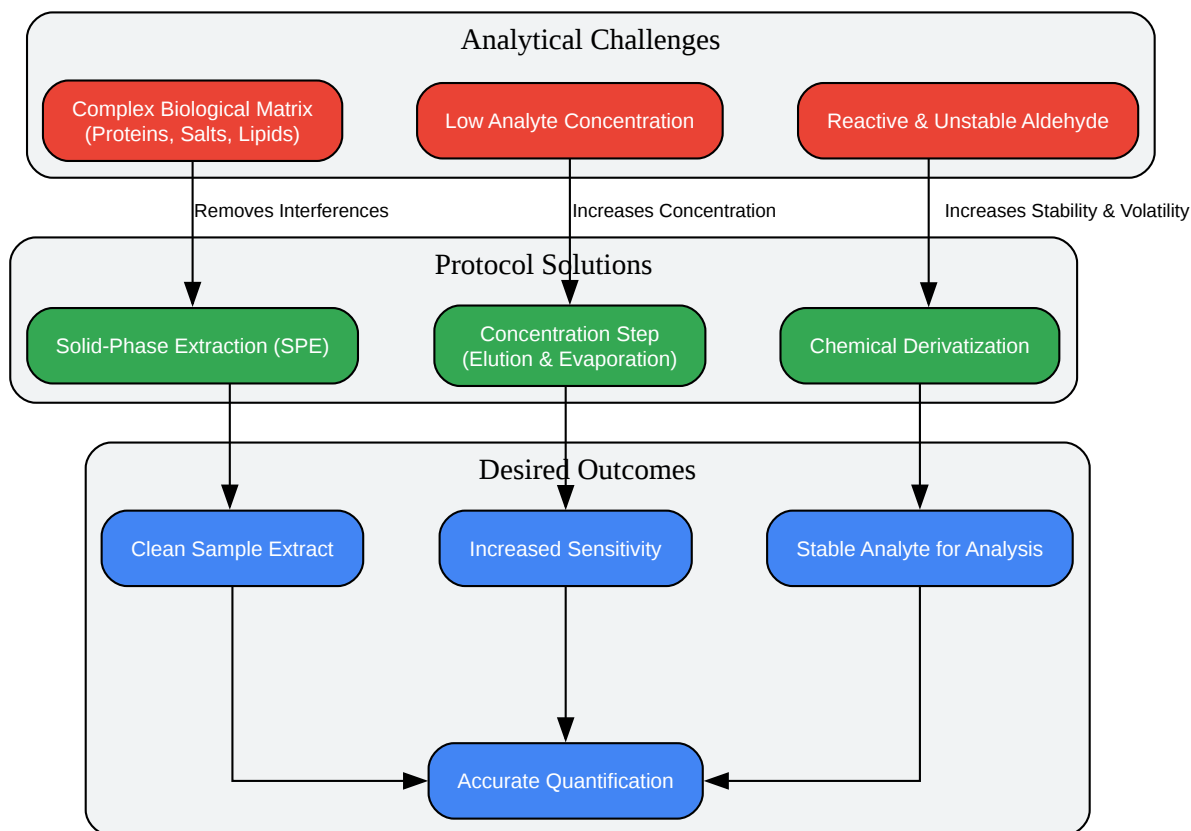 Analytical Challenges
Complex Biological Matrix
(Proteins, Salts, Lipids)
Low Analyte Concentration
Reactive & Unstable Aldehyde
Removes Interferences
Increases Concentration
Increases Stability & Volatility
Protocol Solutions
Solid-Phase Extraction (SPE)
Concentration Step
(Elution & Evaporation)
Chemical Derivatization
Desired Outcomes
Clean Sample Extract
Increased Sensitivity
Stable Analyte for Analysis
Accurate Quantification